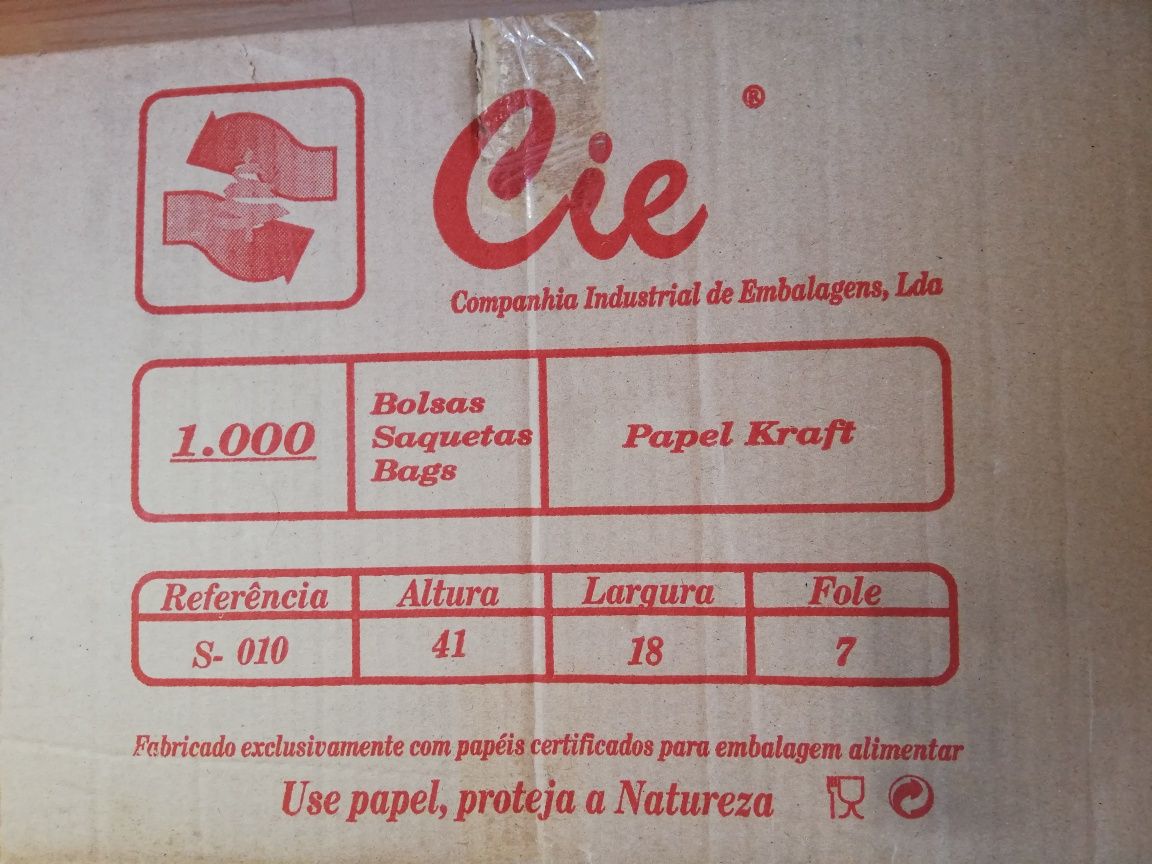 Cie ®
Companhia Industrial de Embalagens, Lda
1.000
Bolsas
Saquetas
Bags
Papel Kraft
Referência Altura Largura Fole
S- 010 41 18 7
Fabricado exclusivamente com papéis certificados para embalagem alimentar
Use papel, proteja a Natureza